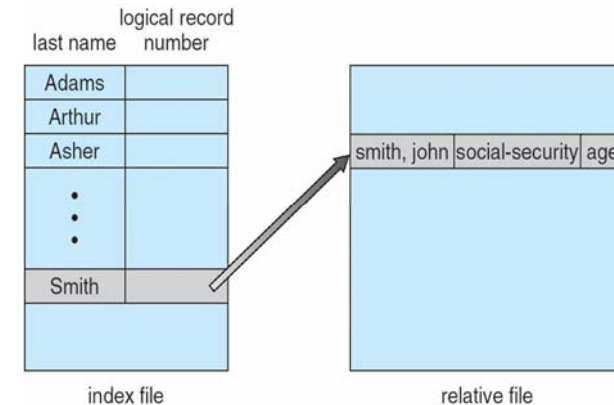 logical record
last name number
Adams
Arthur
Asher
Smith
smith, john social-security age
index file
relative file